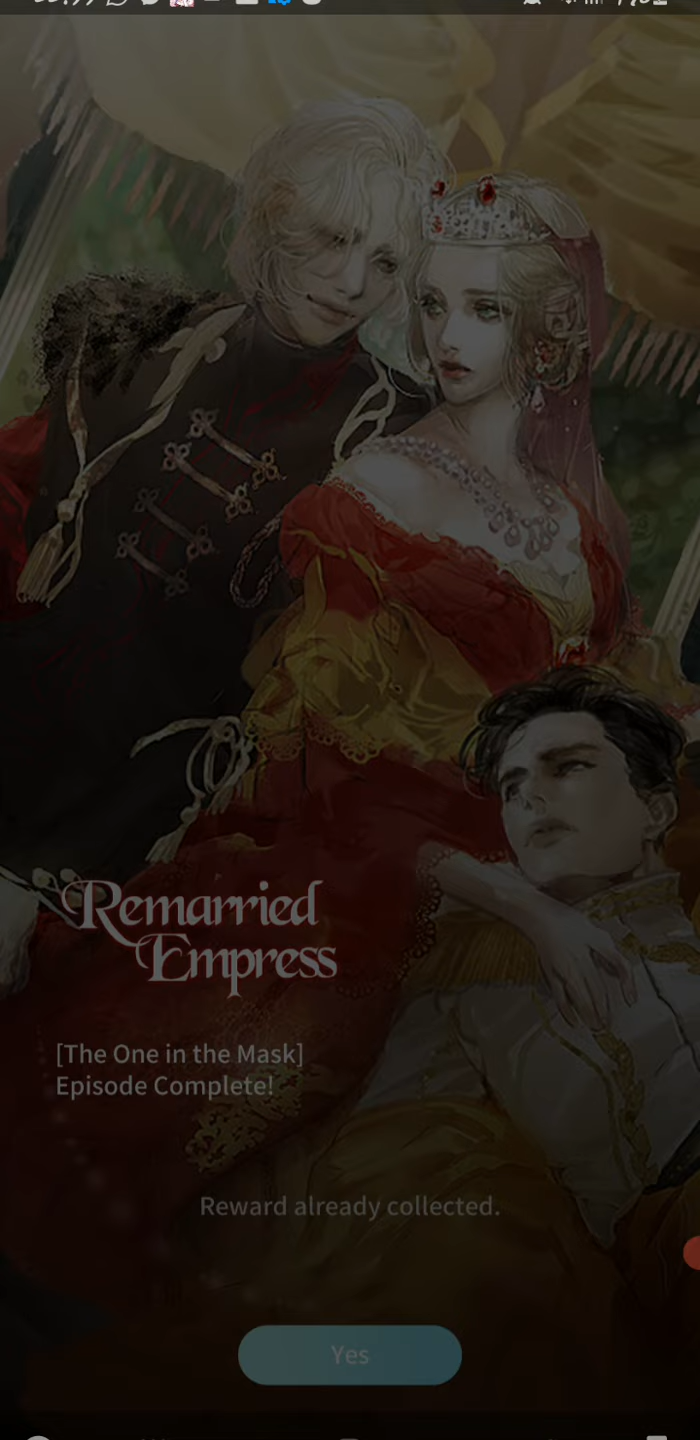 Remarried
Empress
[The One in the Mask]
Episode Complete!
Reward already collected.
Yes